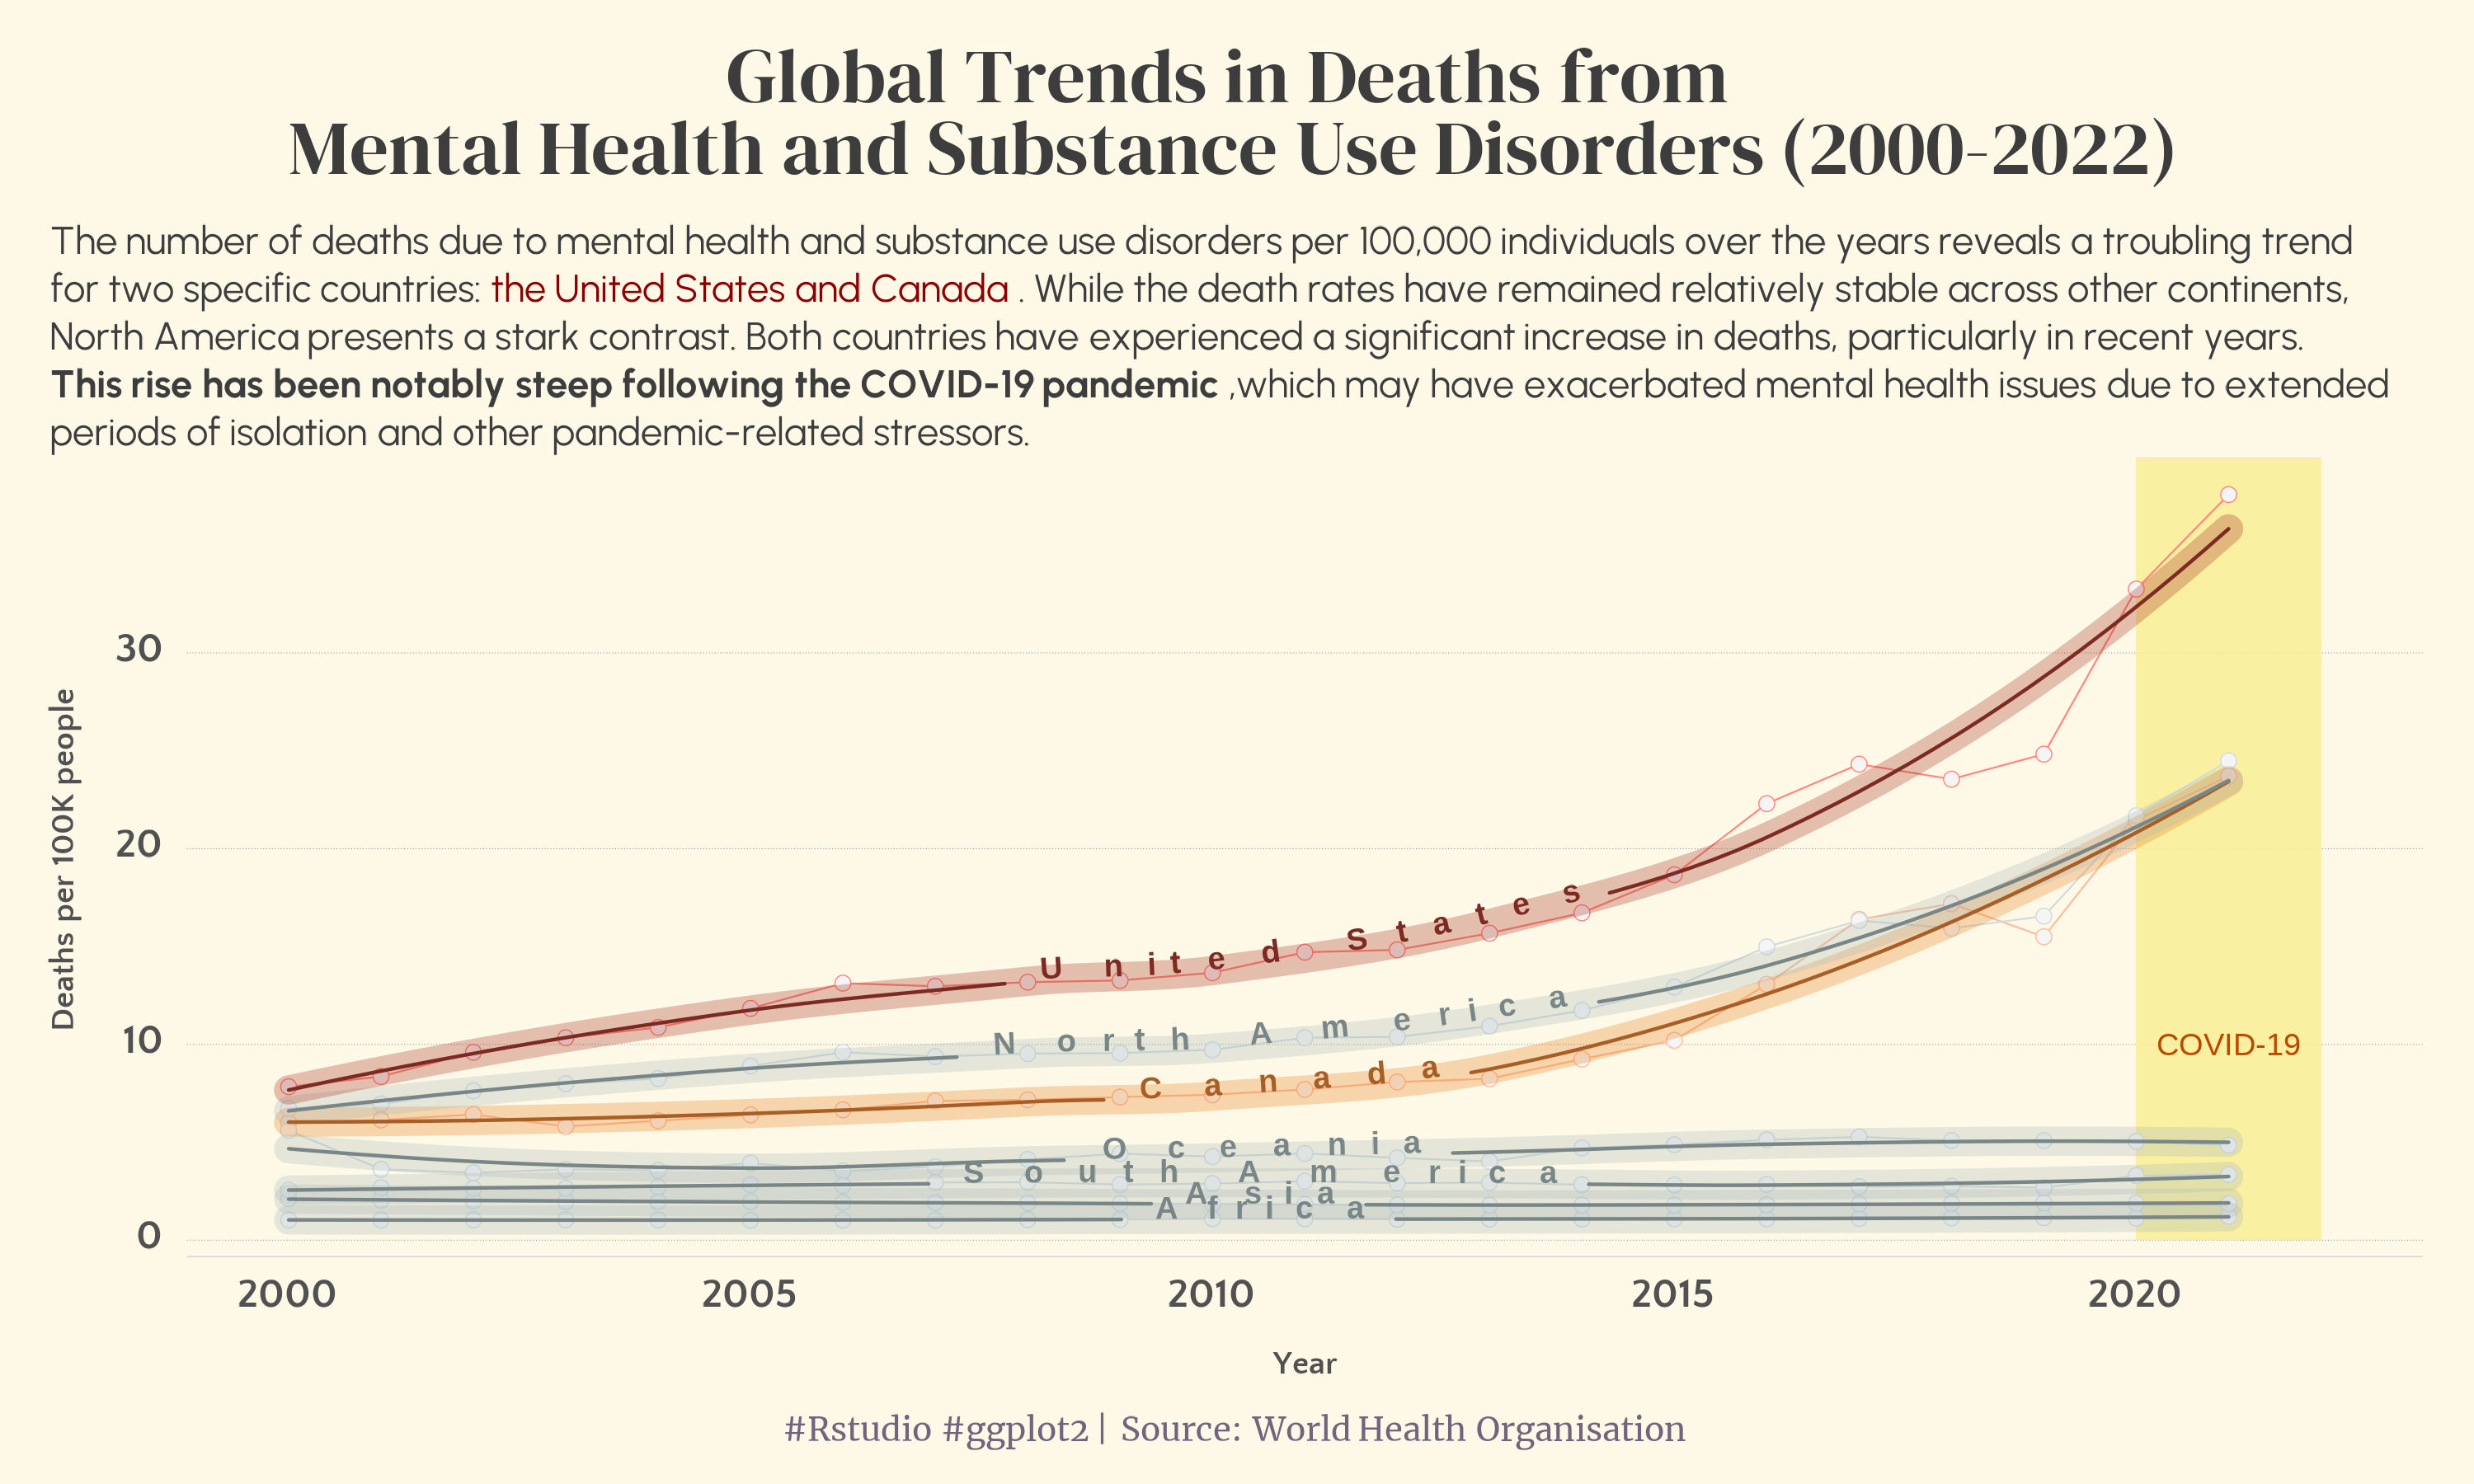 Global Trends in Deaths from
Mental Health and Substance Use Disorders (2000-2022)
The number of deaths due to mental health and substance use disorders per 100,000 individuals over the years reveals a troubling trend
for two specific countries: the United States and Canada . While the death rates have remained relatively stable across other continents,
North America presents a stark contrast. Both countries have experienced a significant increase in deaths, particularly in recent years.
This rise has been notably steep following the COVID-19 pandemic ,which may have exacerbated mental health issues due to extended
periods of isolation and other pandemic-related stressors.
Deaths per 100K people
30
20
10
0
United States
North America
Canada
Oceania
South America
Asia
Africa
COVID-19
2000 2005 2010 2015 2020
Year
#Rstudio #ggplot2 | Source: World Health Organisation